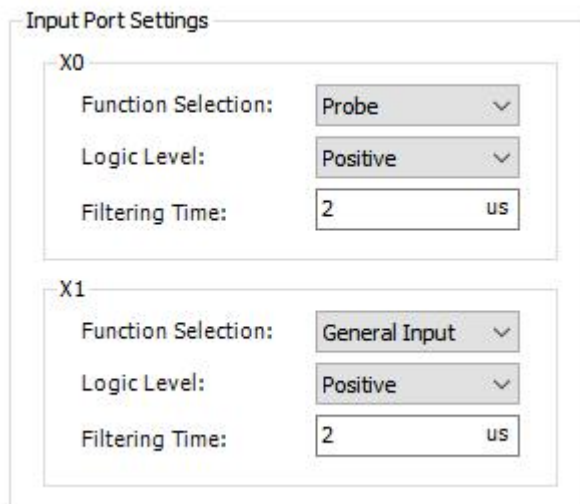 Input Port Settings
X0
Function Selection: Probe
Logic Level: Positive
Filtering Time: 2 us
X1
Function Selection: General Input
Logic Level: Positive
Filtering Time: 2 us